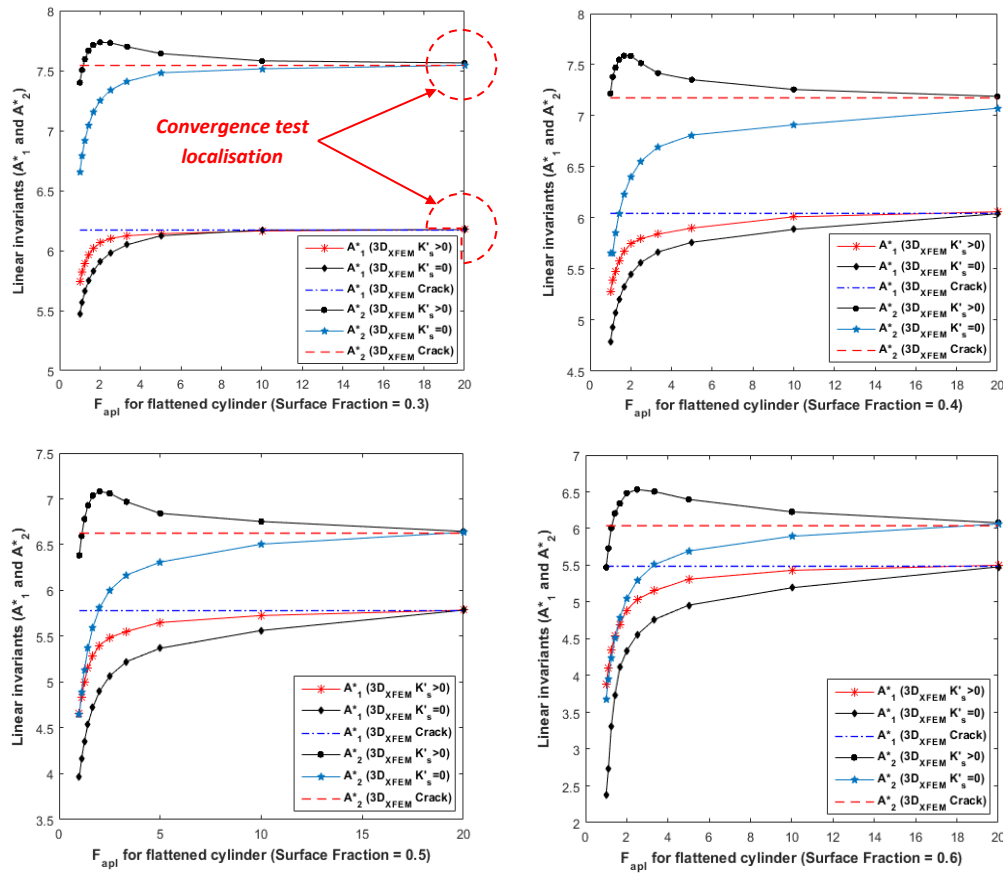 8
7.5
7
6.5
6
5.5
5
Linear invariants (A*1 and A*2)
Convergence test
localisation
A*1 (3DXFEM K's>0)
A*1 (3DXFEM K's=0)
A*1 (3DXFEM Crack)
A*2 (3DXFEM K's>0)
A*2 (3DXFEM K's=0)
A*2 (3DXFEM Crack)
0 2 4 6 8 10 12 14 16 18 20
Fapl for flattened cylinder (Surface Fraction = 0.3)
8
7.5
7
6.5
6
5.5
5
4.5
Linear invariants (A*1 and A*2)
A*1 (3DXFEM K's>0)
A*1 (3DXFEM K's=0)
A*1 (3DXFEM Crack)
A*2 (3DXFEM K's>0)
A*2 (3DXFEM K's=0)
A*2 (3DXFEM Crack)
0 2 4 6 8 10 12 14 16 18 20
Fapl for flattened cylinder (Surface Fraction = 0.4)
7.5
7
6.5
6
5.5
5
4.5
4
3.5
Linear invariants (A*1 and A*2)
A*1 (3DXFEM K's>0)
A*1 (3DXFEM K's=0)
A*1 (3DXFEM Crack)
A*2 (3DXFEM K's>0)
A*2 (3DXFEM K's=0)
A*2 (3DXFEM Crack)
0 5 10 15 20
Fapl for flattened cylinder (Surface Fraction = 0.5)
7
6.5
6
5.5
5
4.5
4
3.5
3
2.5
2
Linear invariants (A*1 and A*2)
A*1 (3DXFEM K's>0)
A*1 (3DXFEM K's=0)
A*1 (3DXFEM Crack)
A*2 (3DXFEM K's>0)
A*2 (3DXFEM K's=0)
A*2 (3DXFEM Crack)
0 2 4 6 8 10 12 14 16 18 20
Fapl for flattened cylinder (Surface Fraction = 0.6)